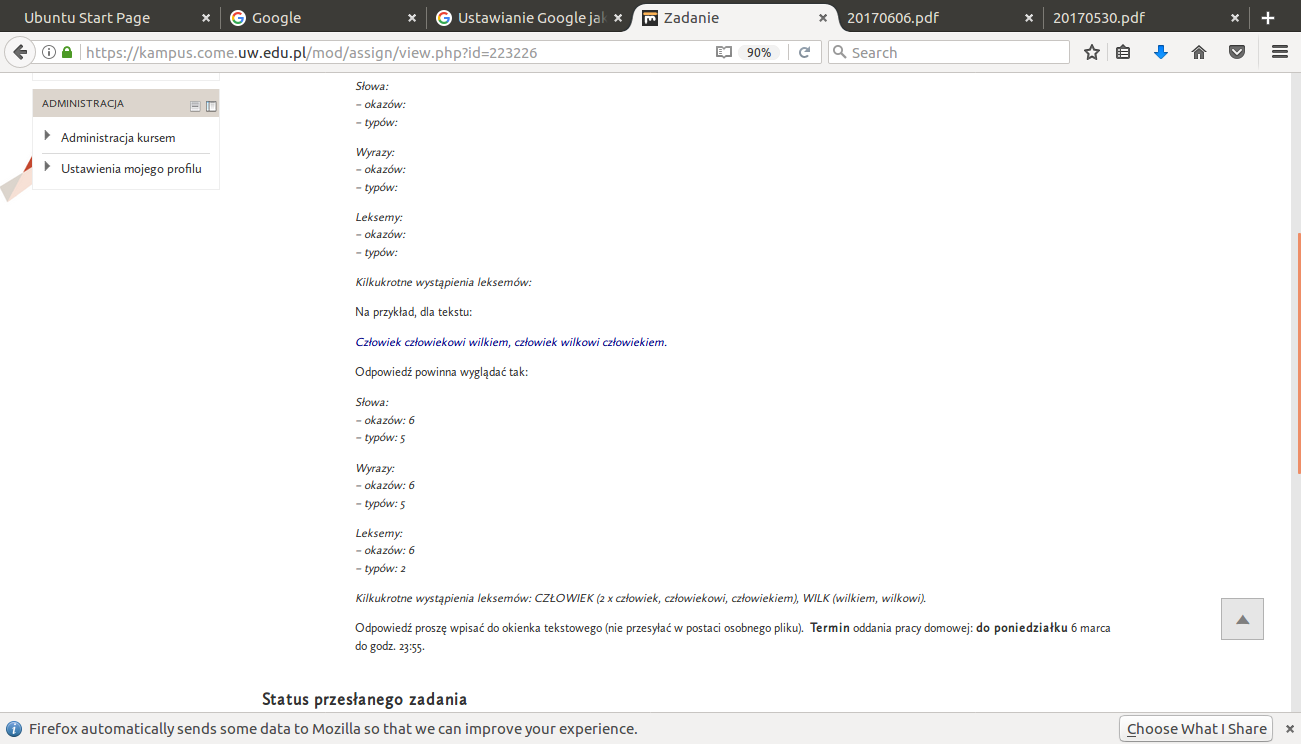 Ubuntu Start Page
Google
Ustawianie Google jak
Zadanie
20170606.pdf
20170530.pdf
https://kampus.come.uw.edu.pl/mod/assign/view.php?id=223226
90%
Search
ADMINISTRACJA
Administracja kursem
Ustawienia mojego profilu
Słowa:
– okazów:
– typów:
Wyrazy:
– okazów:
– typów:
Leksemy:
– okazów:
– typów:
Kilkukrotne wystąpienia leksemów:
Na przykład, dla tekstu:
Człowiek człowiekowi wilkiem, człowiek wilkowi człowiekiem.
Odpowiedź powinna wyglądać tak:
Słowa:
– okazów: 6
– typów: 5
Wyrazy:
– okazów: 6
– typów: 5
Leksemy:
– okazów: 6
– typów: 2
Kilkukrotne wystąpienia leksemów: CZŁOWIEK (2 x człowiek, człowiekowi, człowiekiem), WILK (wilkiem, wilkowi).
Odpowiedź proszę wpisać do okienka tekstowego (nie przesyłać w postaci osobnego pliku). Termin oddania pracy domowej: do poniedziałku 6 marca
do godz. 23:55.
Status przesłanego zadania
Firefox automatically sends some data to Mozilla so that we can improve your experience.
Choose What I Share